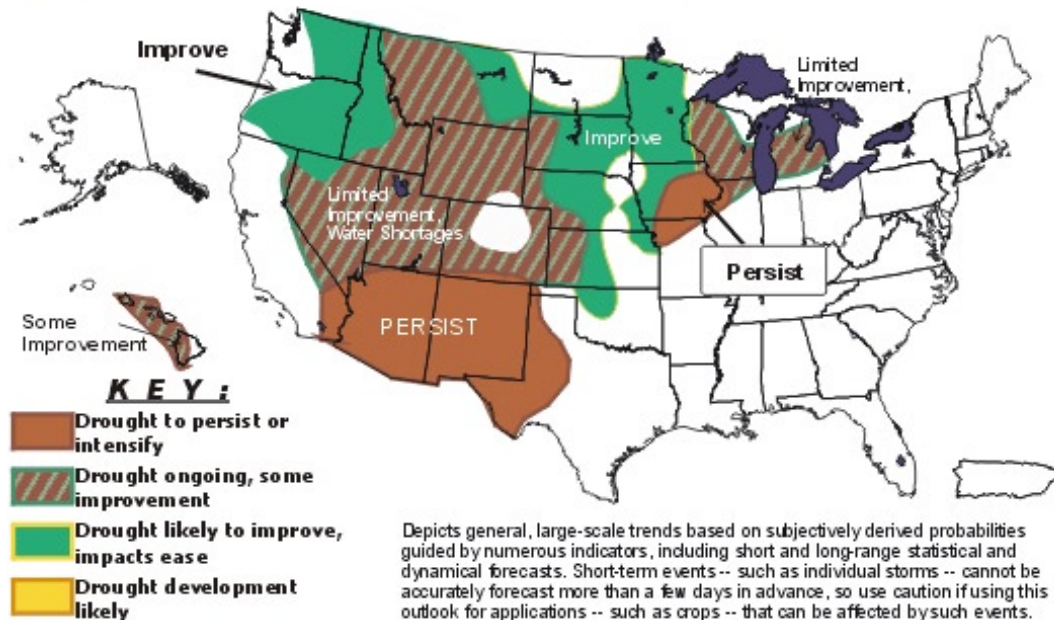 Improve
Limited
Improvement,
Improve
Limited
Improvement,
Water Shortages
Persist
PERSIST
Some
Improvement
K E Y :
Drought to persist or
intensify
Drought ongoing, some
improvement
Drought likely to improve,
impacts ease
Drought development
likely
Depicts general, large-scale trends based on subjectively derived probabilities
guided by numerous indicators, including short and long-range statistical and
dynamical forecasts. Short-term events -- such as individual storms -- cannot be
accurately forecast more than a few days in advance, so use caution if using this
outlook for applications -- such as crops -- that can be affected by such events.